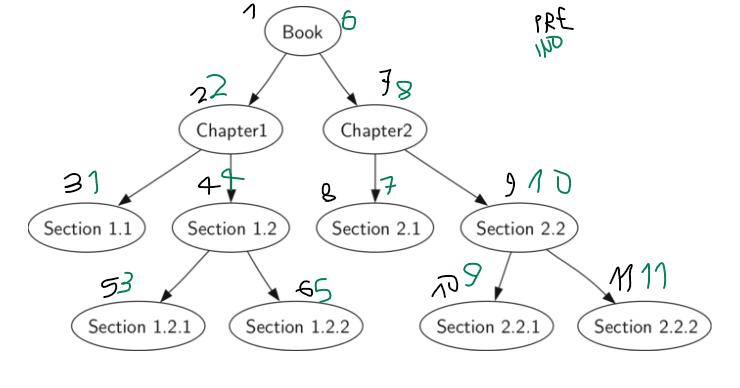 1 Book 6 PRE
INO
2 2 7 8
Chapter1 Chapter2
3 1 4 4 8 7 9 10
Section 1.1 Section 1.2 Section 2.1 Section 2.2
5 3 6 5 10 9 11 11
Section 1.2.1 Section 1.2.2 Section 2.2.1 Section 2.2.2